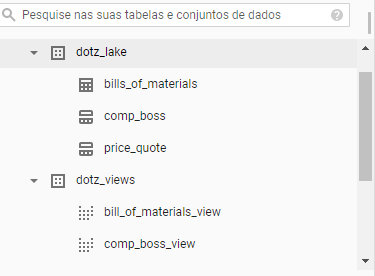 Pesquise nas suas tabelas e conjuntos de dados
dotz_lake
bills_of_materials
comp_boss
price_quote
dotz_views
bill_of_materials_view
comp_boss_view